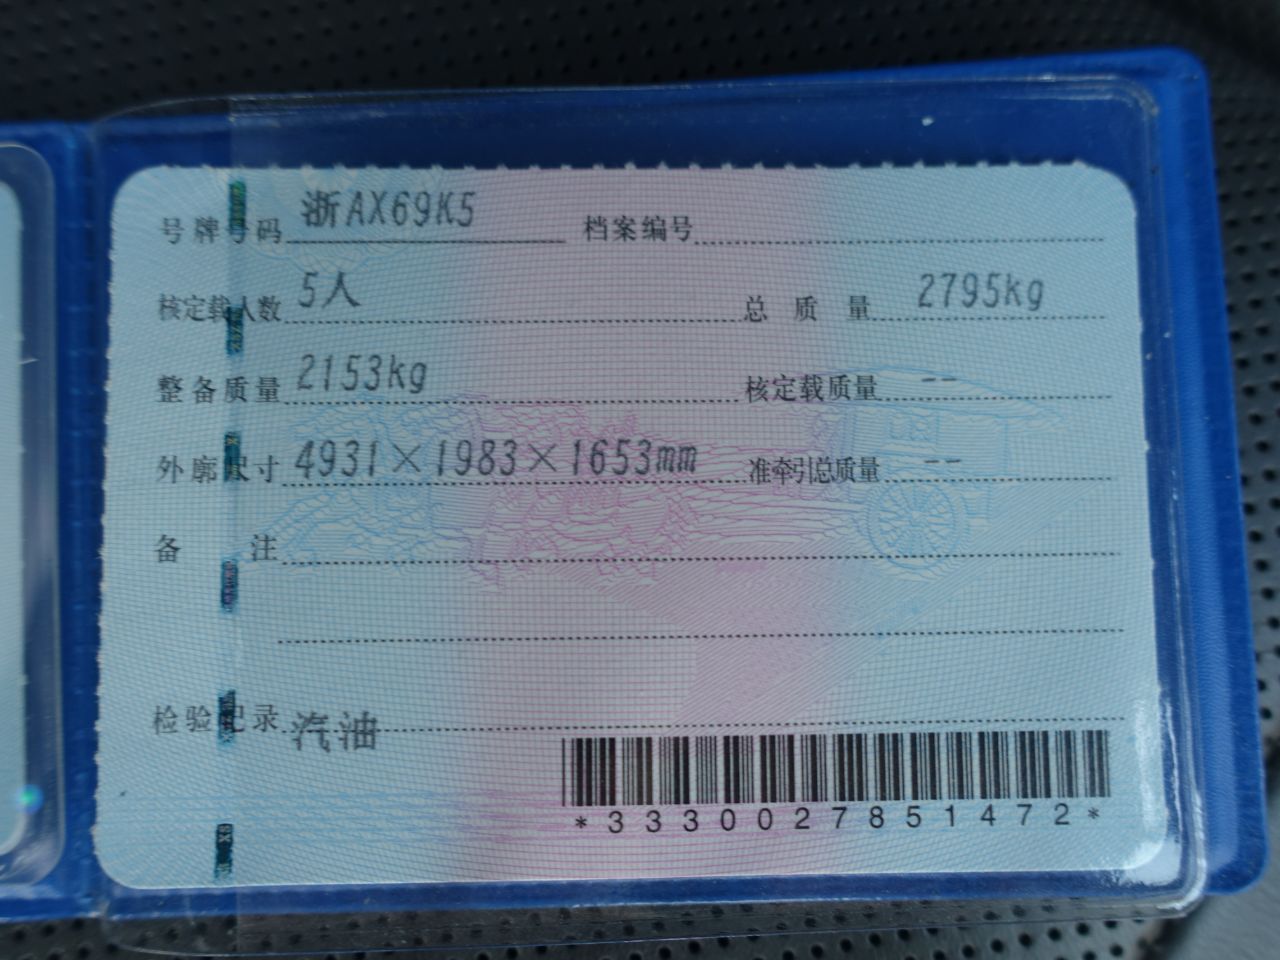 号牌号码 浙AX69K5 档案编号
核定载人数 5人 总质量 2795kg
整备质量 2153kg 核定载质量 --
外廓尺寸 4931×1983×1653mm 准牵引总质量 --
备注
检验记录 汽油
*3330027851472*